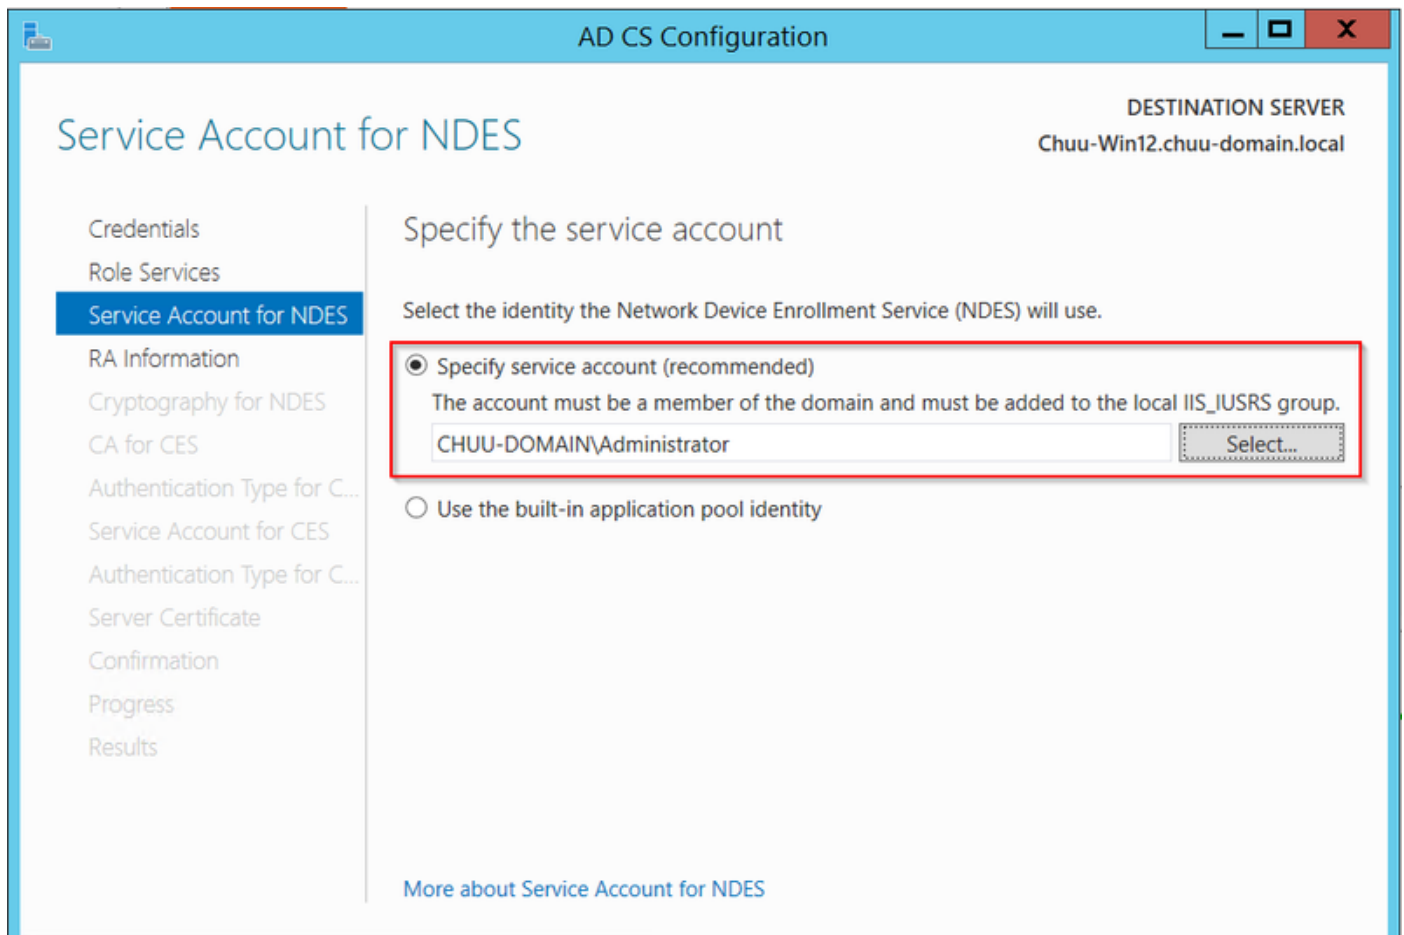 AD CS Configuration
X
Service Account for NDES
DESTINATION SERVER
Chuu-Win12.chuu-domain.local
Credentials
Role Services
Service Account for NDES
RA Information
Cryptography for NDES
CA for CES
Authentication Type for C...
Service Account for CES
Authentication Type for C...
Server Certificate
Confirmation
Progress
Results
Specify the service account
Select the identity the Network Device Enrollment Service (NDES) will use.
Specify service account (recommended)
The account must be a member of the domain and must be added to the local IIS_IUSRS group.
CHUU-DOMAIN\Administrator
Select...
Use the built-in application pool identity
More about Service Account for NDES